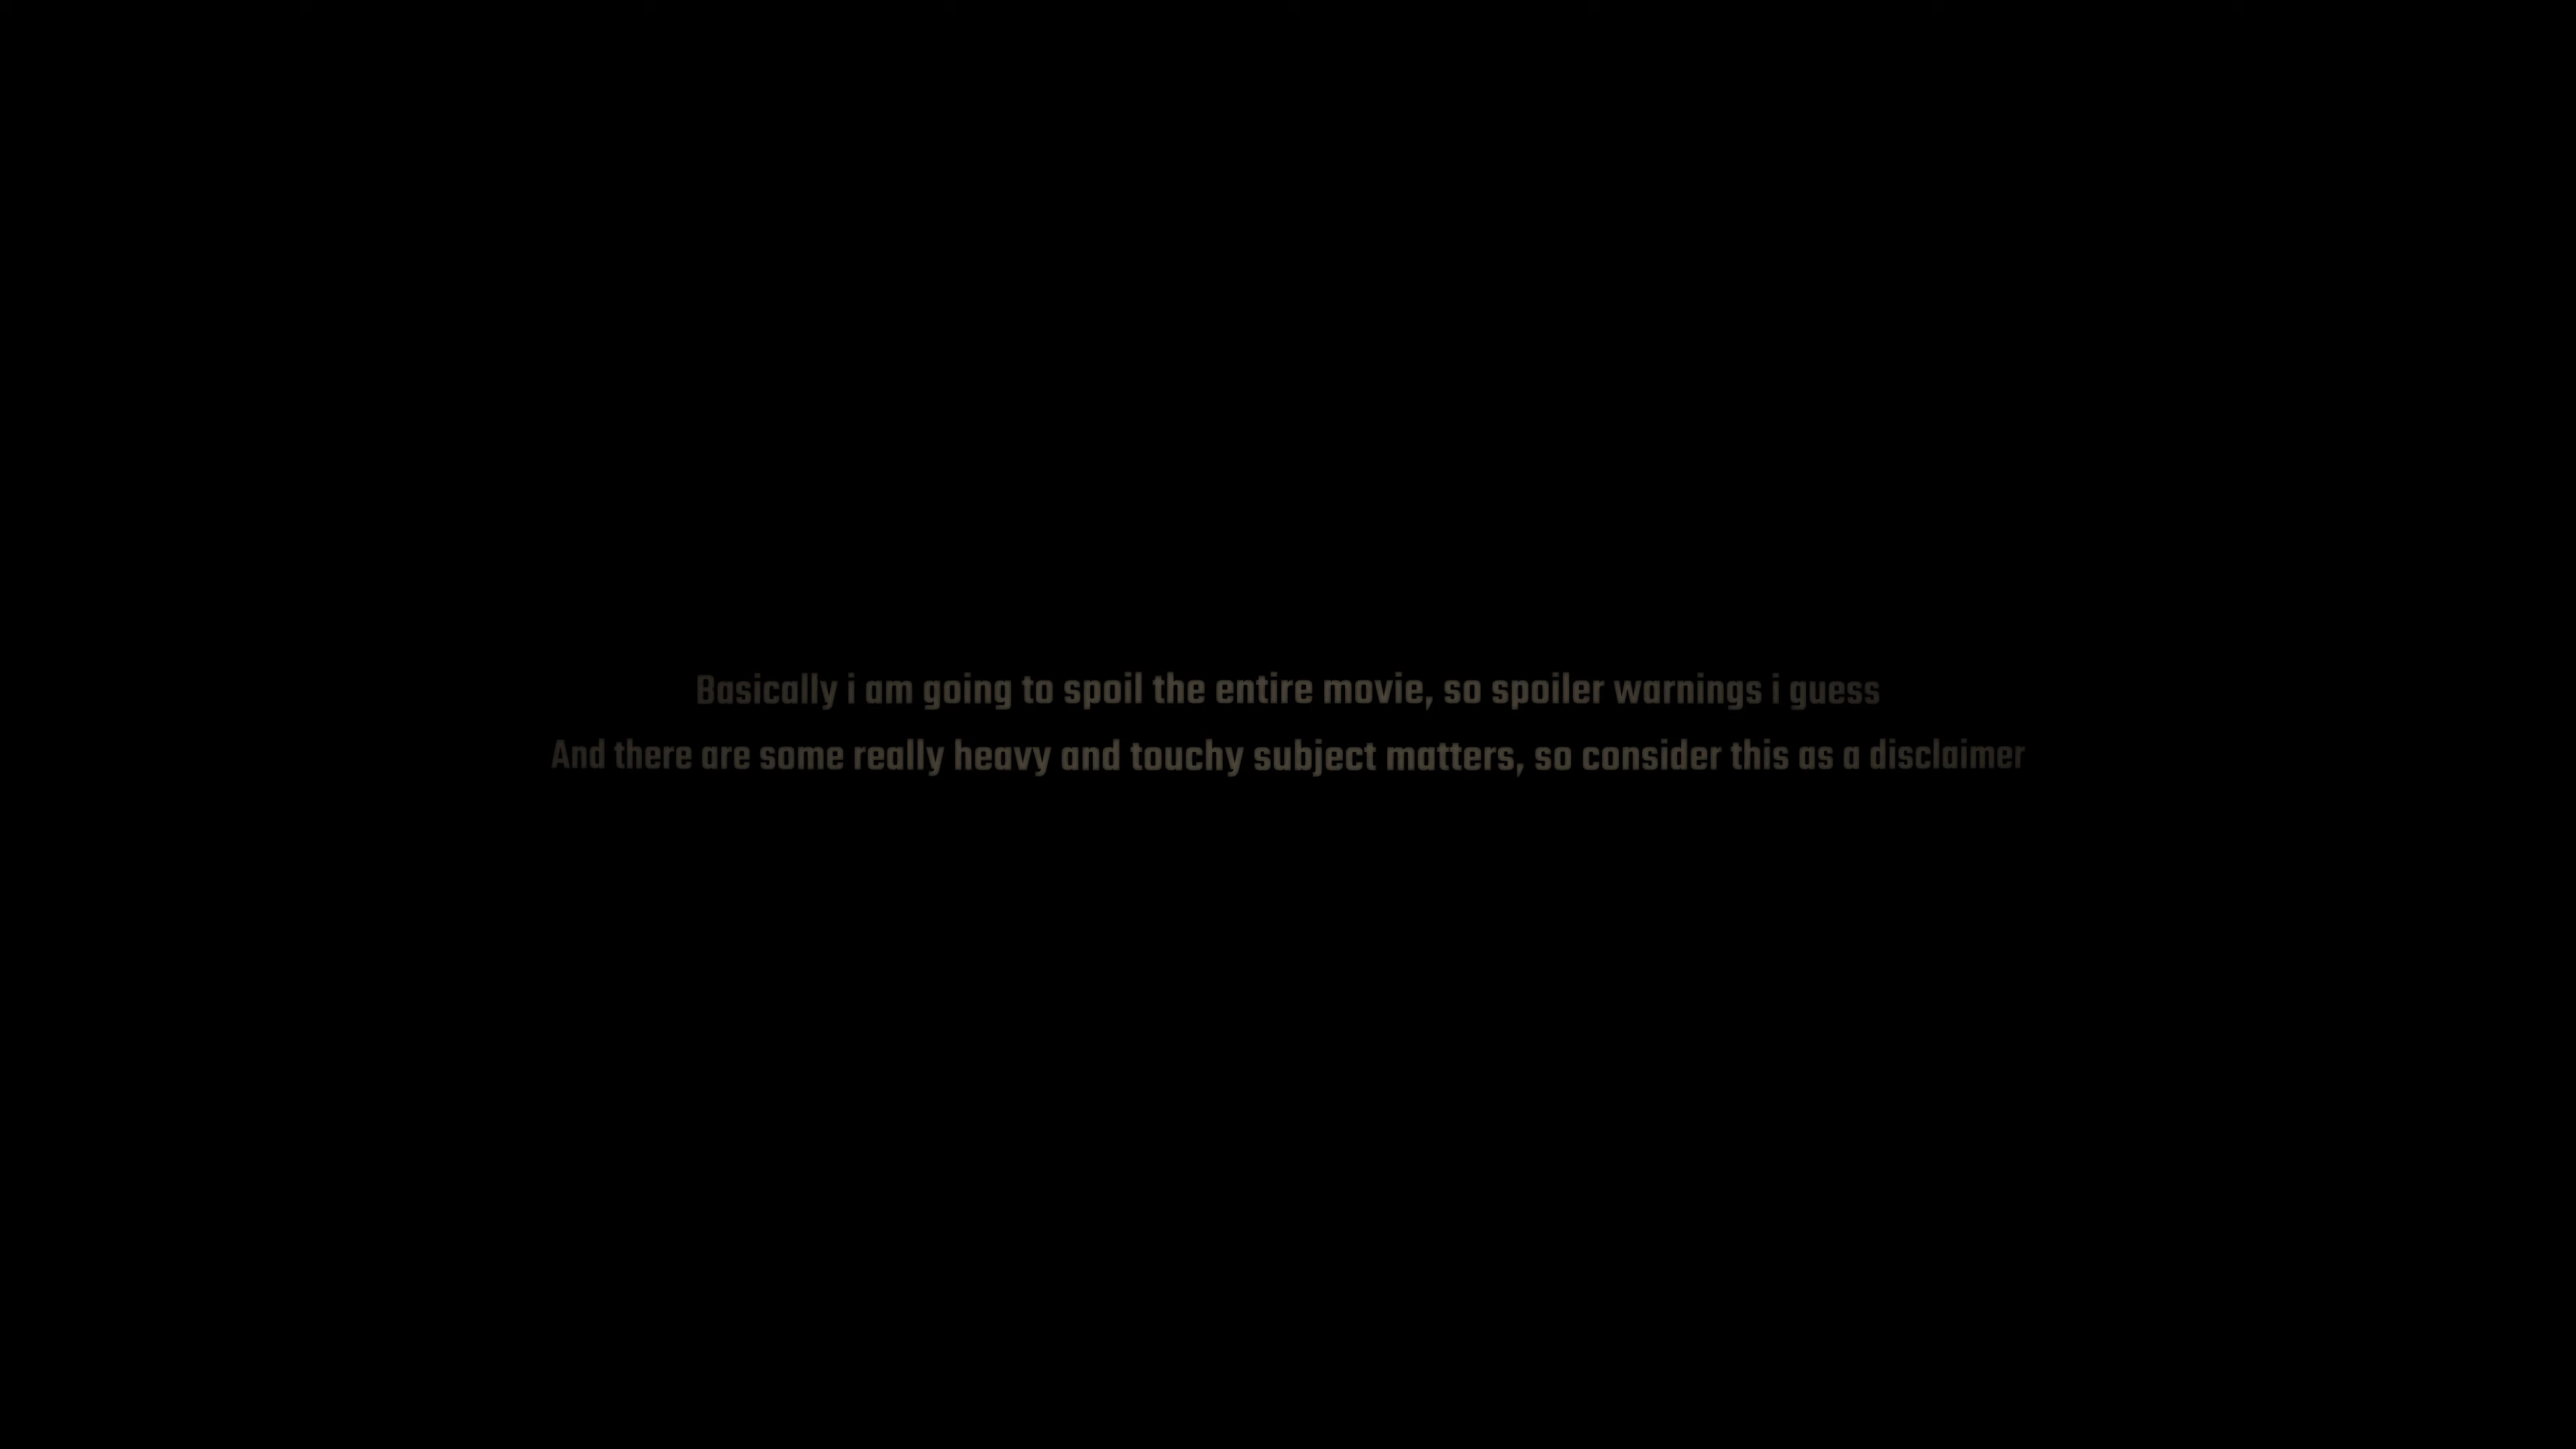 Basically i am going to spoil the entire movie, so spoiler warnings i guess
And there are some really heavy and touchy subject matters, so consider this as a disclaimer